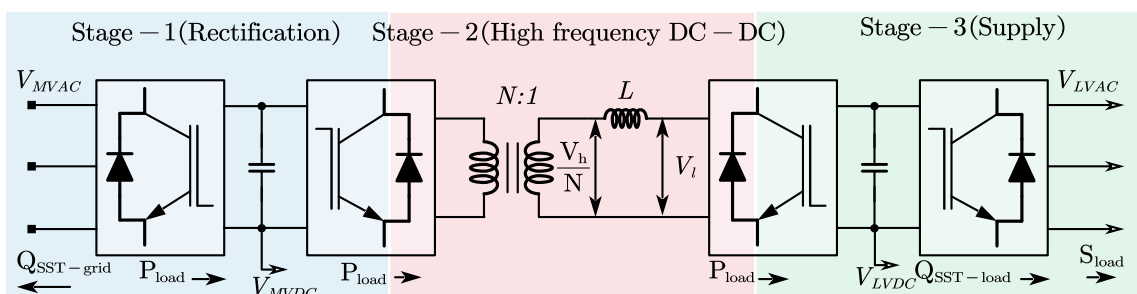 Stage – 1(Rectification)
Stage – 2(High frequency DC – DC)
Stage – 3(Supply)
V_MVAC
N:1
L
V_LVAC
V_h
N
V_l
Q_SST – grid
P_load
V_MVDC
P_load
P_load
V_LVDC
Q_SST – load
S_load